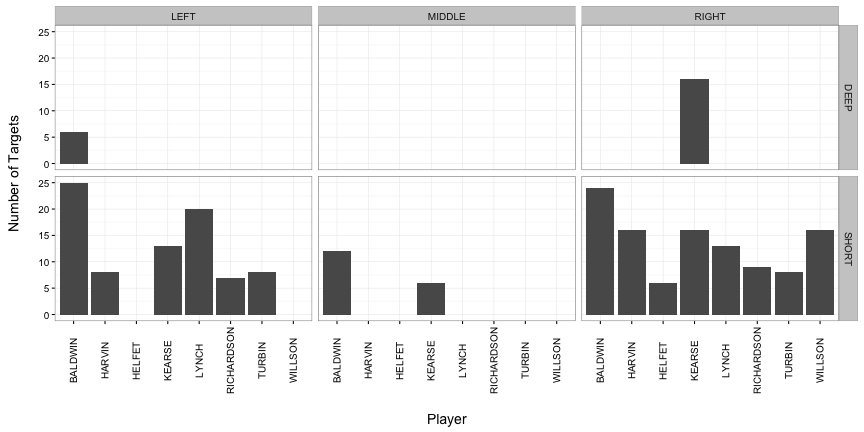 LEFT MIDDLE RIGHT
25
20
15
10
5
0
DEEP
25
20
15
10
5
0
SHORT
Number of Targets
BALDWIN HARVIN HELFET KEARSE LYNCH RICHARDSON TURBIN WILLSON BALDWIN HARVIN HELFET KEARSE LYNCH RICHARDSON TURBIN WILLSON BALDWIN HARVIN HELFET KEARSE LYNCH RICHARDSON TURBIN WILLSON
Player